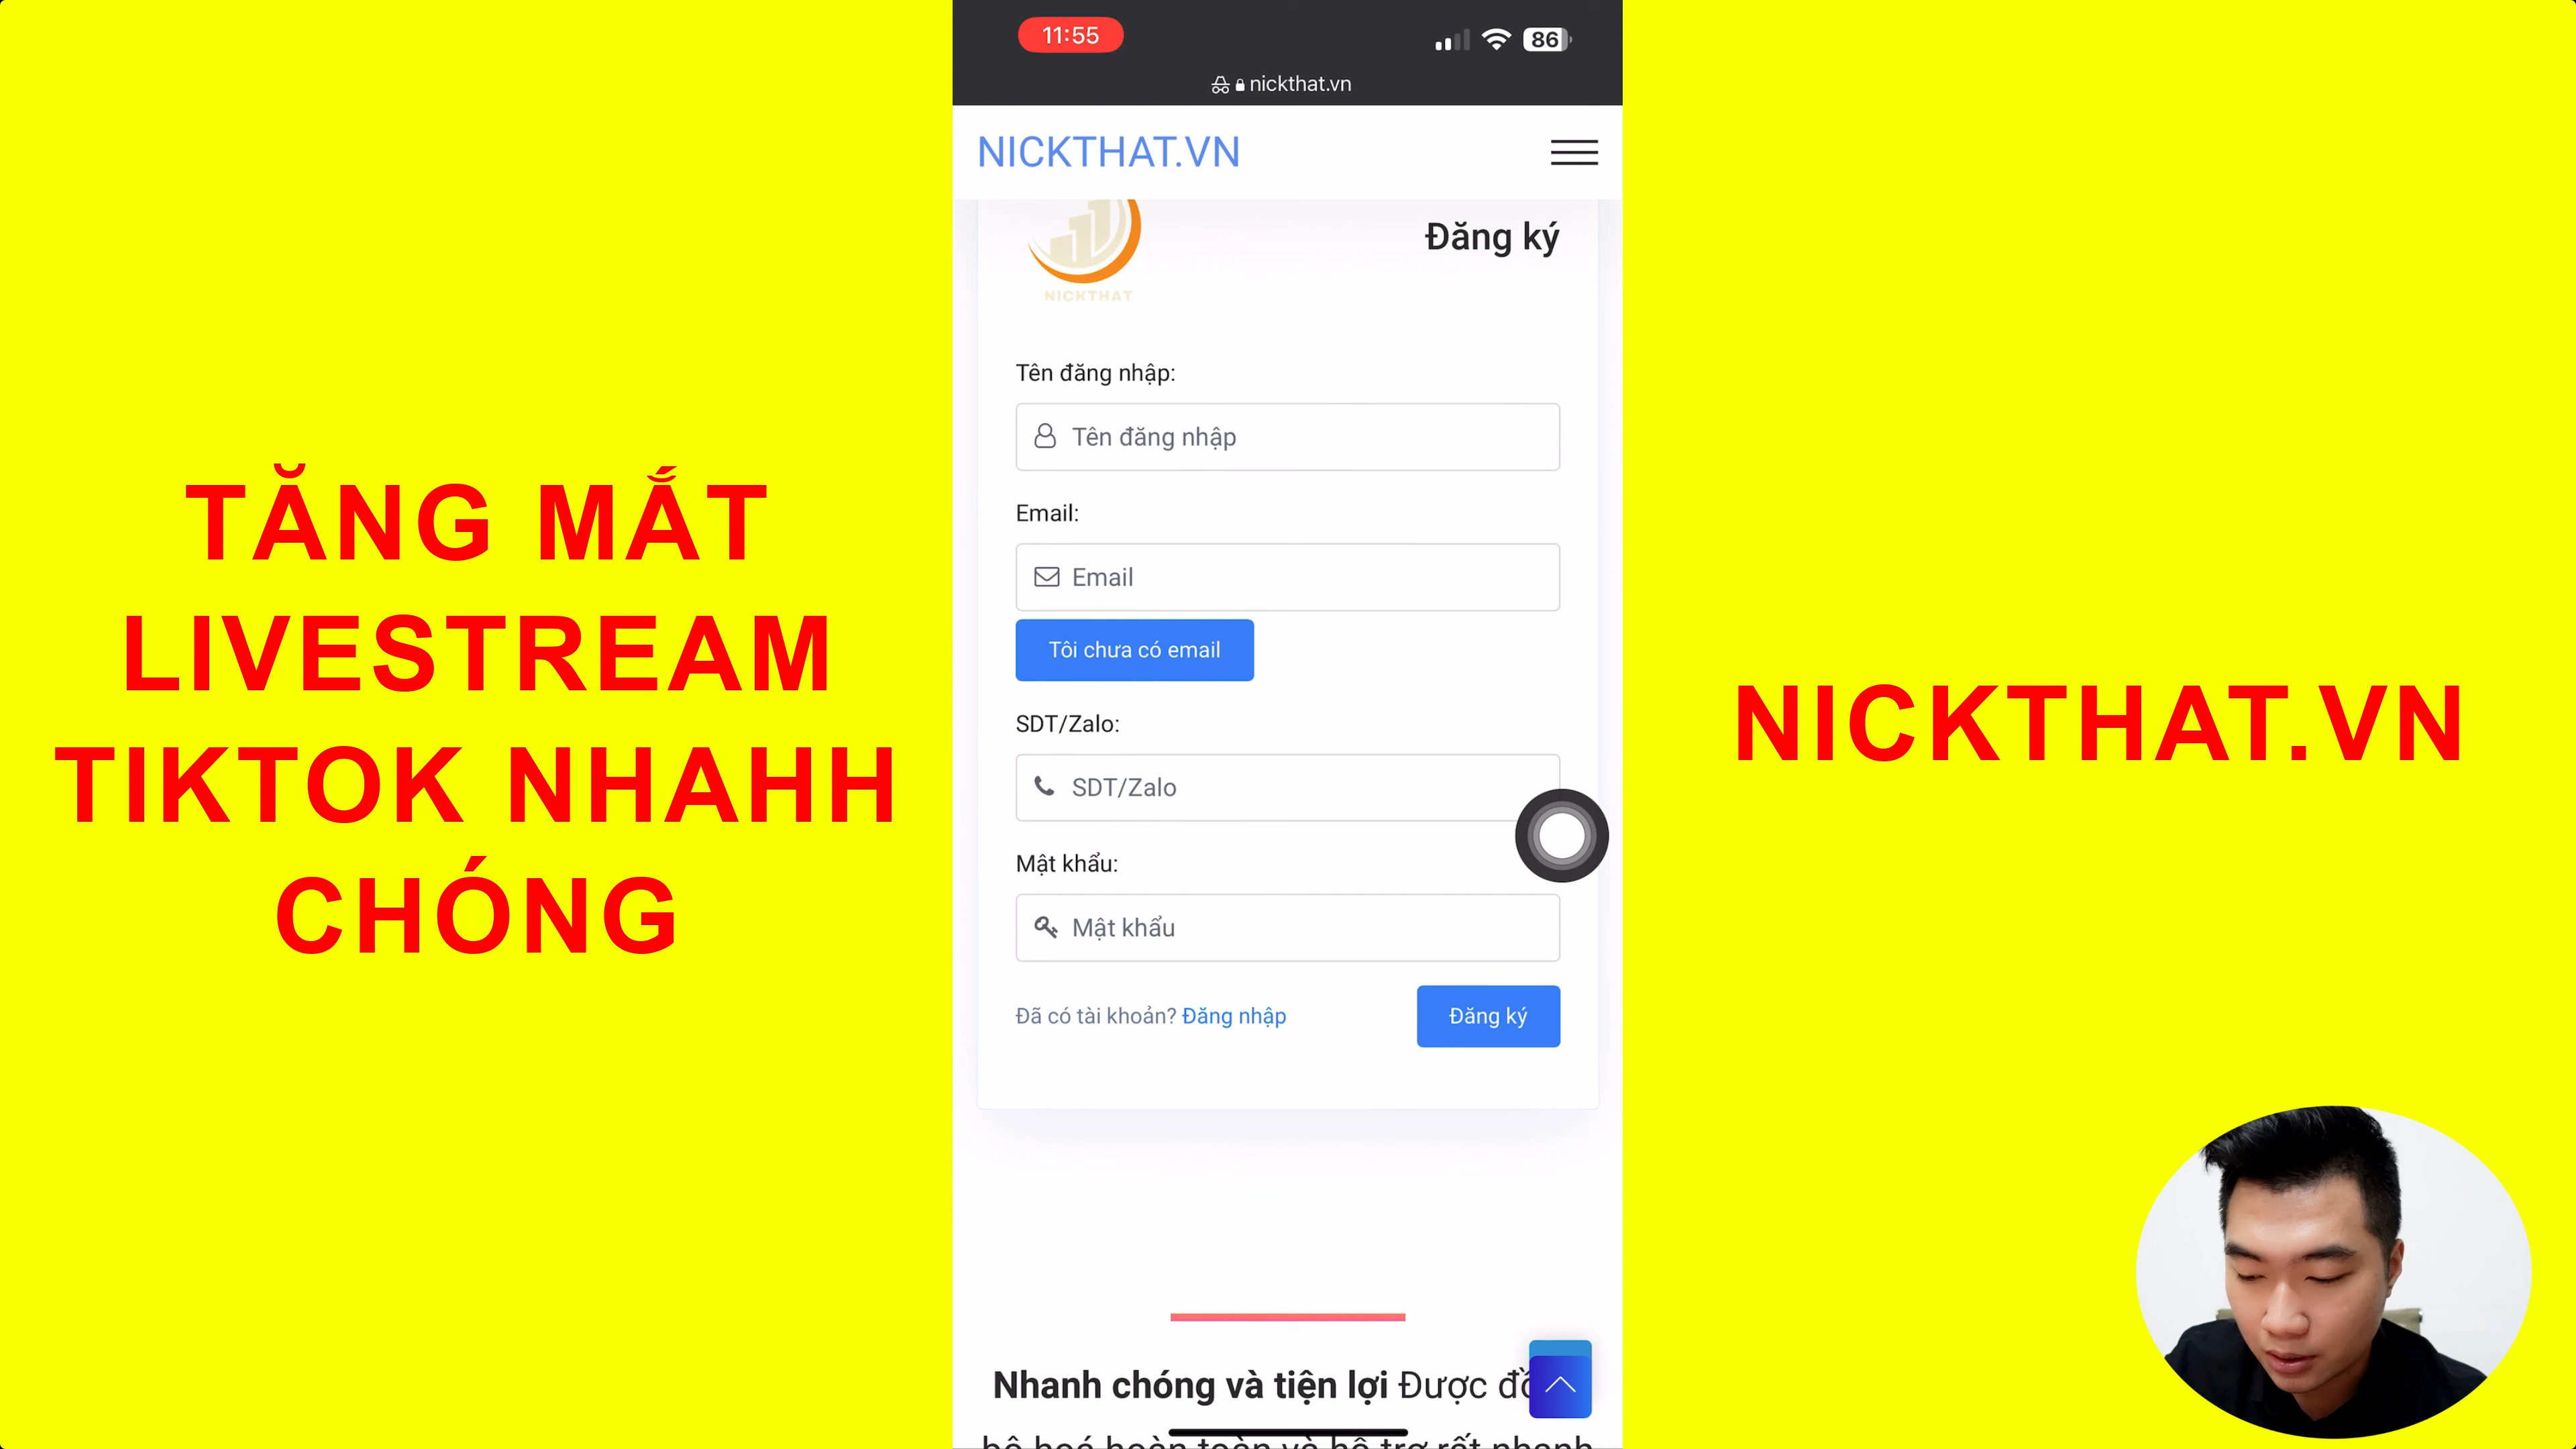 TĂNG MẮT
LIVESTREAM
TIKTOK NHAHH
CHÓNG
11:55
86
nickthat.vn
NICKTHAT.VN
NICKTHAT
Đăng ký
Tên đăng nhập:
Tên đăng nhập
Email:
Email
Tôi chưa có email
SDT/Zalo:
SDT/Zalo
Mật khẩu:
Mật khẩu
Đã có tài khoản? Đăng nhập
Đăng ký
Nhanh chóng và tiện lợi Được
NICKTHAT.VN